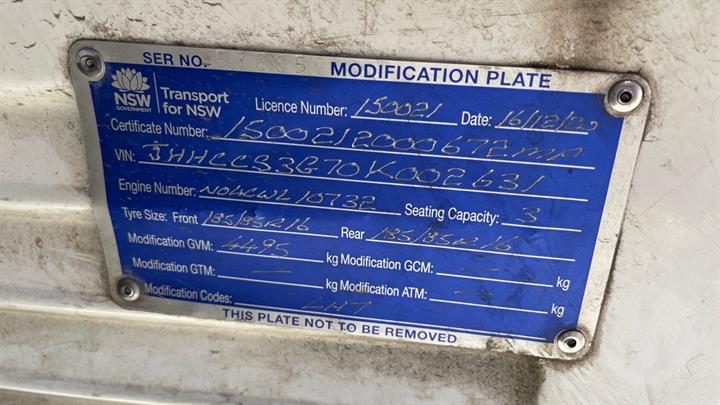 SER NO.
MODIFICATION PLATE
NSW GOVERNMENT
Transport for NSW
Licence Number: 150021 Date: 16/12/20
Certificate Number: 1500212000672MA
VIN: JHHCCS3G70K002631
Engine Number: N04CWL10732 Seating Capacity: 3
Tyre Size: Front 185/85R16 Rear 185/85R16
Modification GVM: 4495 kg Modification GCM: — kg
Modification GTM: — kg Modification ATM: — kg
Modification Codes: LH7
THIS PLATE NOT TO BE REMOVED